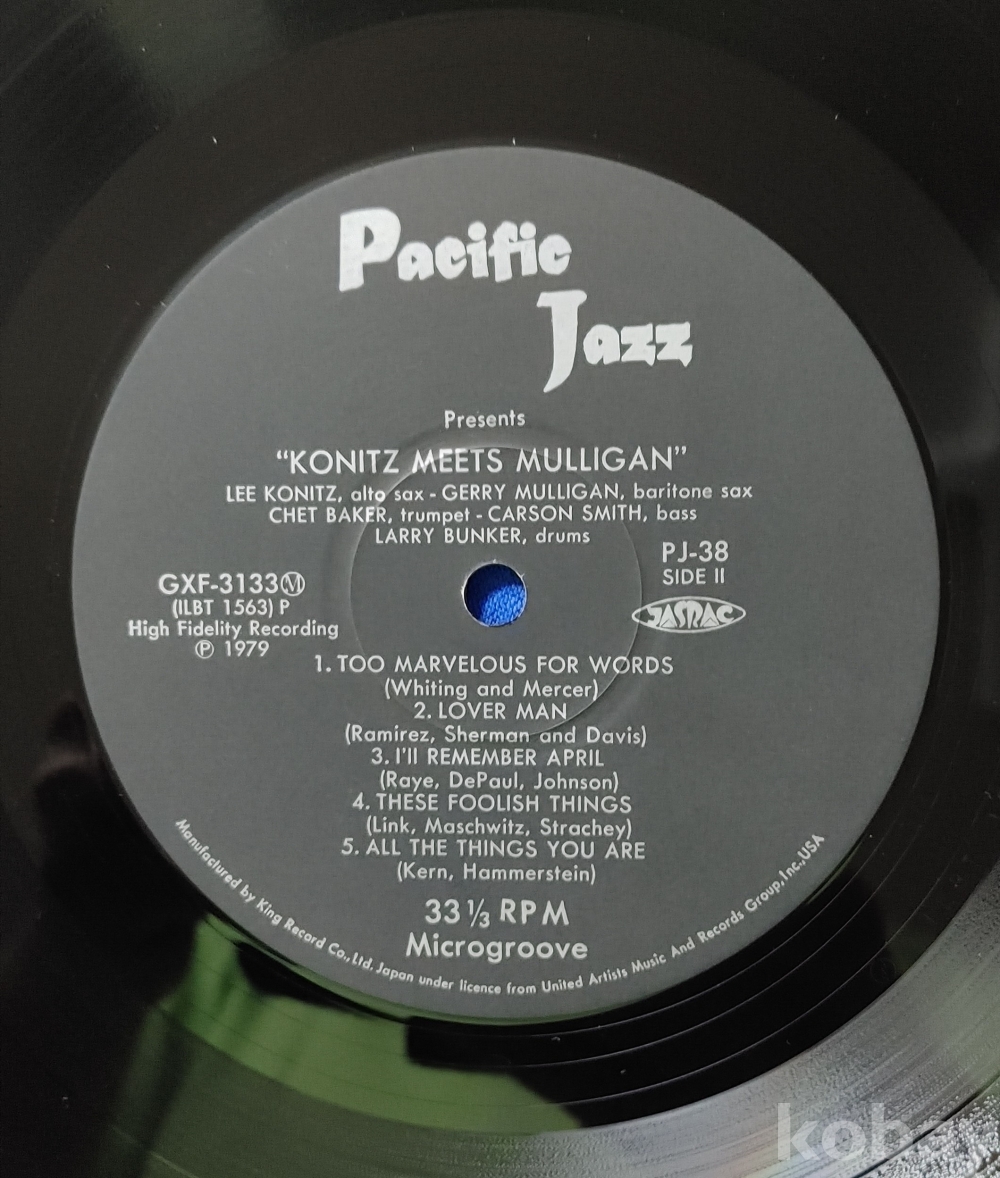 Pacific
Jazz
Presents
“KONITZ MEETS MULLIGAN”
LEE KONITZ, alto sax - GERRY MULLIGAN, baritone sax
CHET BAKER, trumpet - CARSON SMITH, bass
LARRY BUNKER, drums
PJ-38
SIDE II
JASRAC
GXF-3133Ⓜ
(ILBT 1563) P
High Fidelity Recording
℗ 1979
1. TOO MARVELOUS FOR WORDS
(Whiting and Mercer)
2. LOVER MAN
(Ramirez, Sherman and Davis)
3. I'll REMEMBER APRIL
(Raye, DePaul, Johnson)
4. THESE FOOLISH THINGS
(Link, Maschwitz, Strachey)
5. ALL THE THINGS YOU ARE
(Kern, Hammerstein)
33 1/3 RPM
Microgroove
Manufactured by King Record Co., Ltd. Japan under licence from United Artists Music And Records Group, Inc., USA